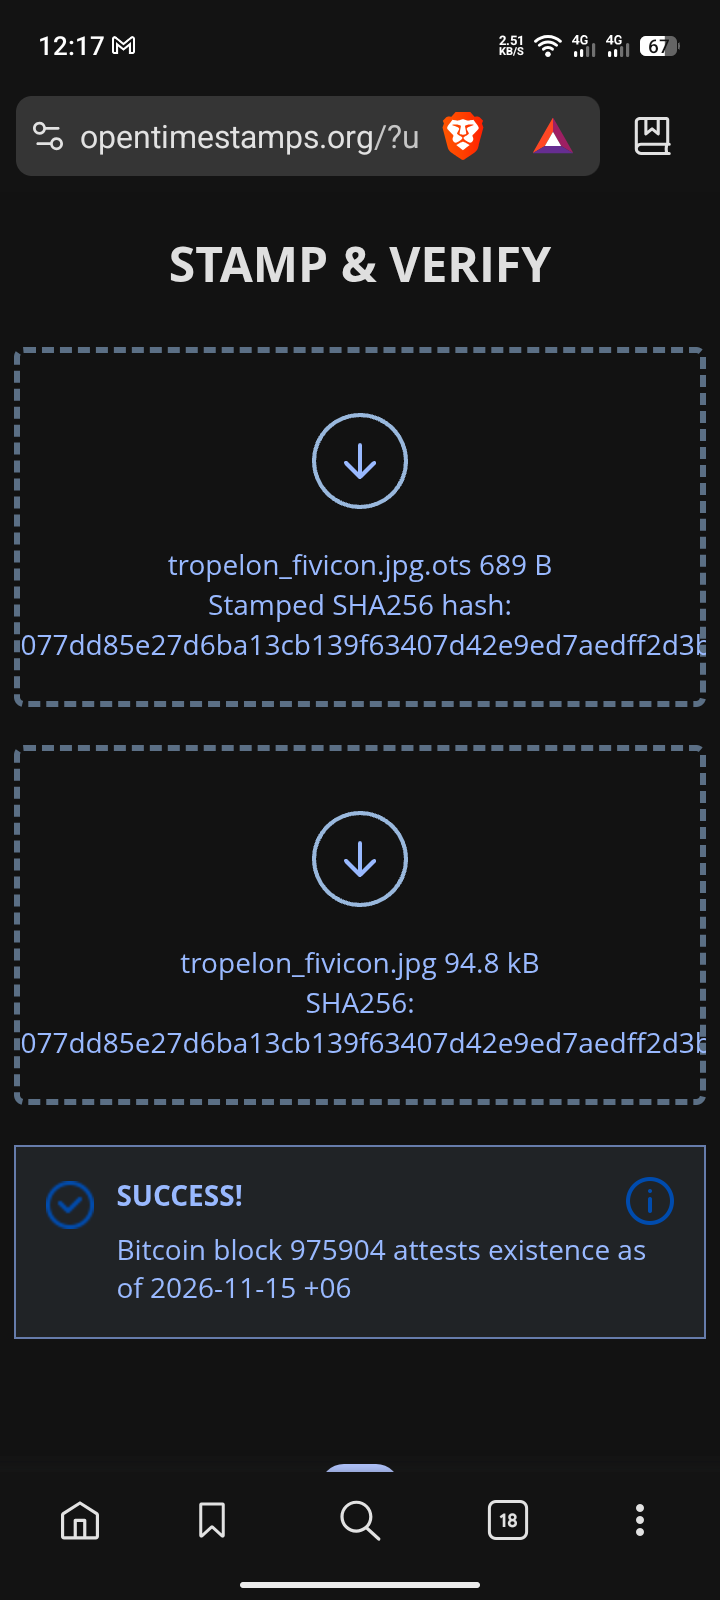 12:17
2.51
KB/S
4G
4G
67
opentimestamps.org/?u
STAMP & VERIFY
tropelon_fivicon.jpg.ots 689 B
Stamped SHA256 hash:
077dd85e27d6ba13cb139f63407d42e9ed7aedff2d3b
tropelon_fivicon.jpg 94.8 kB
SHA256:
077dd85e27d6ba13cb139f63407d42e9ed7aedff2d3b
SUCCESS!
Bitcoin block 975904 attests existence as
of 2026-11-15 +06
18